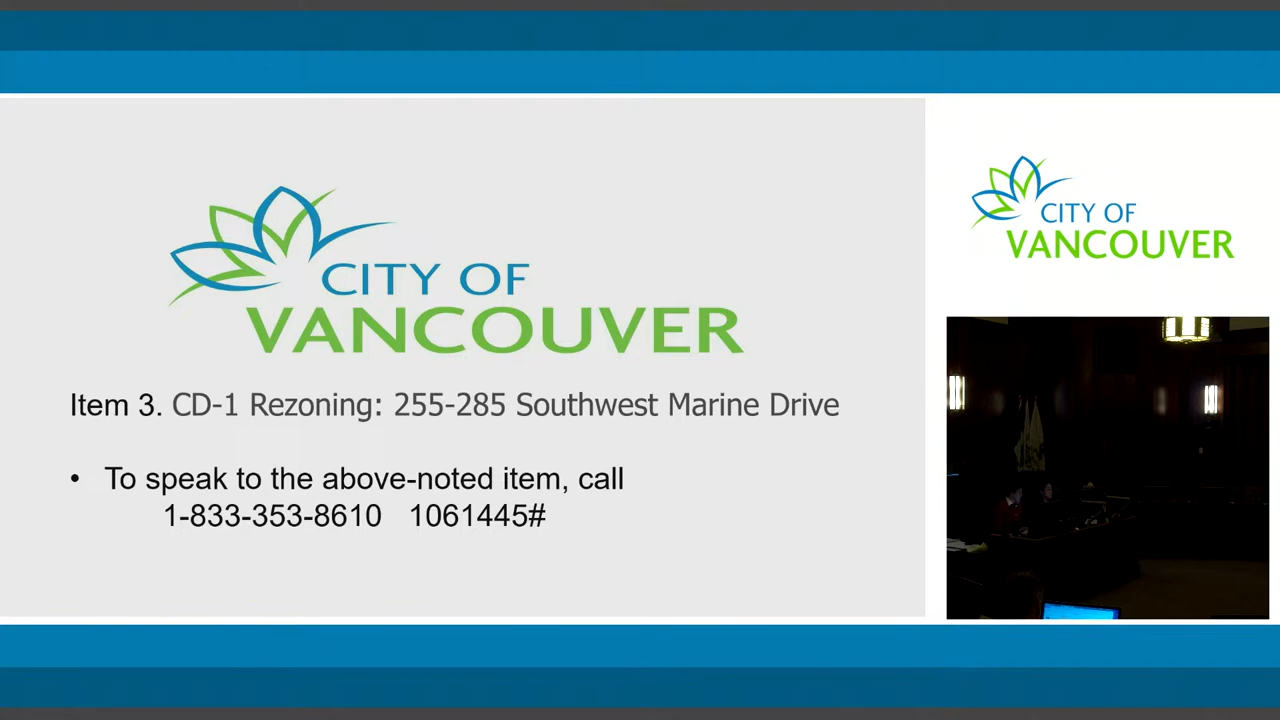 CITY OF
VANCOUVER
Item 3. CD-1 Rezoning: 255-285 Southwest Marine Drive
• To speak to the above-noted item, call
1-833-353-8610 1061445#
CITY OF
VANCOUVER